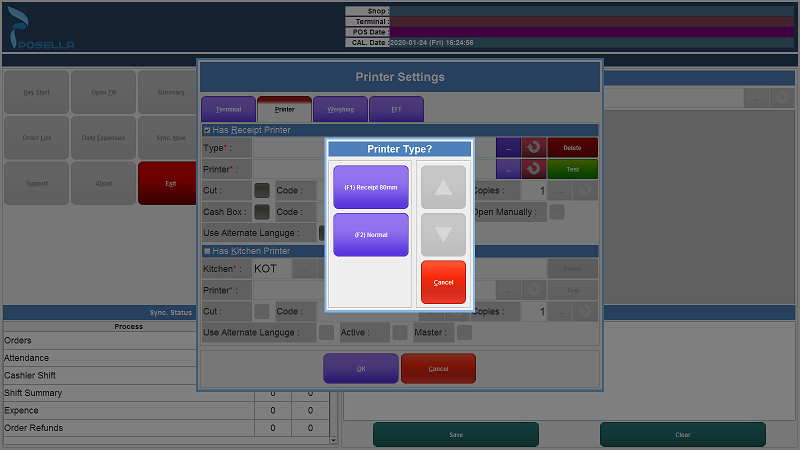 POSELLA
Shop :
Terminal :
POS Date :
CAL. Date : 2020-01-24 (Fri) 16:24:56
Day Start
Open Till
Summary
Order List
Daily Expenses
Sync. Now
Support
About
Exit
Printer Settings
Terminal
Printer
Weighing
EFT
Has Receipt Printer
Type* :
...
Delete
Printer* :
...
Test
Cut :
Code :
Copies :
1
...
Cash Box :
Code :
Open Manually :
Use Alternate Languge :
Has Kitchen Printer
Kitchen* :
KOT
...
Delete
Printer* :
...
Test
Cut :
Code :
Copies :
1
...
Use Alternate Languge :
Active :
Master :
OK
Cancel
Printer Type?
(F1) Receipt 80mm
(F2) Normal
Cancel
Sync. Status
Process
Orders
Attendance
Cashier Shift
Shift Summary 0 0
Expence 0 0
Order Refunds 0 0
...
Save
Clear